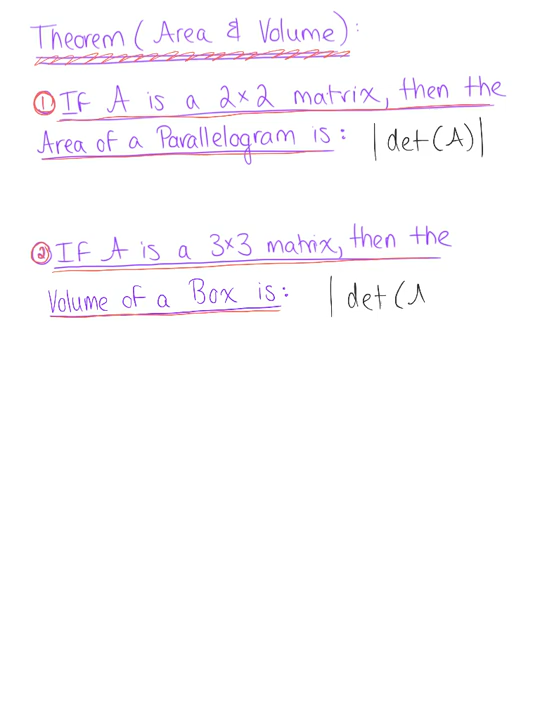 Theorem (Area & Volume):
① If A is a 2×2 matrix, then the
Area of a Parallelogram is: |det(A)|
② If A is a 3×3 matrix, then the
Volume of a Box is: |det(A